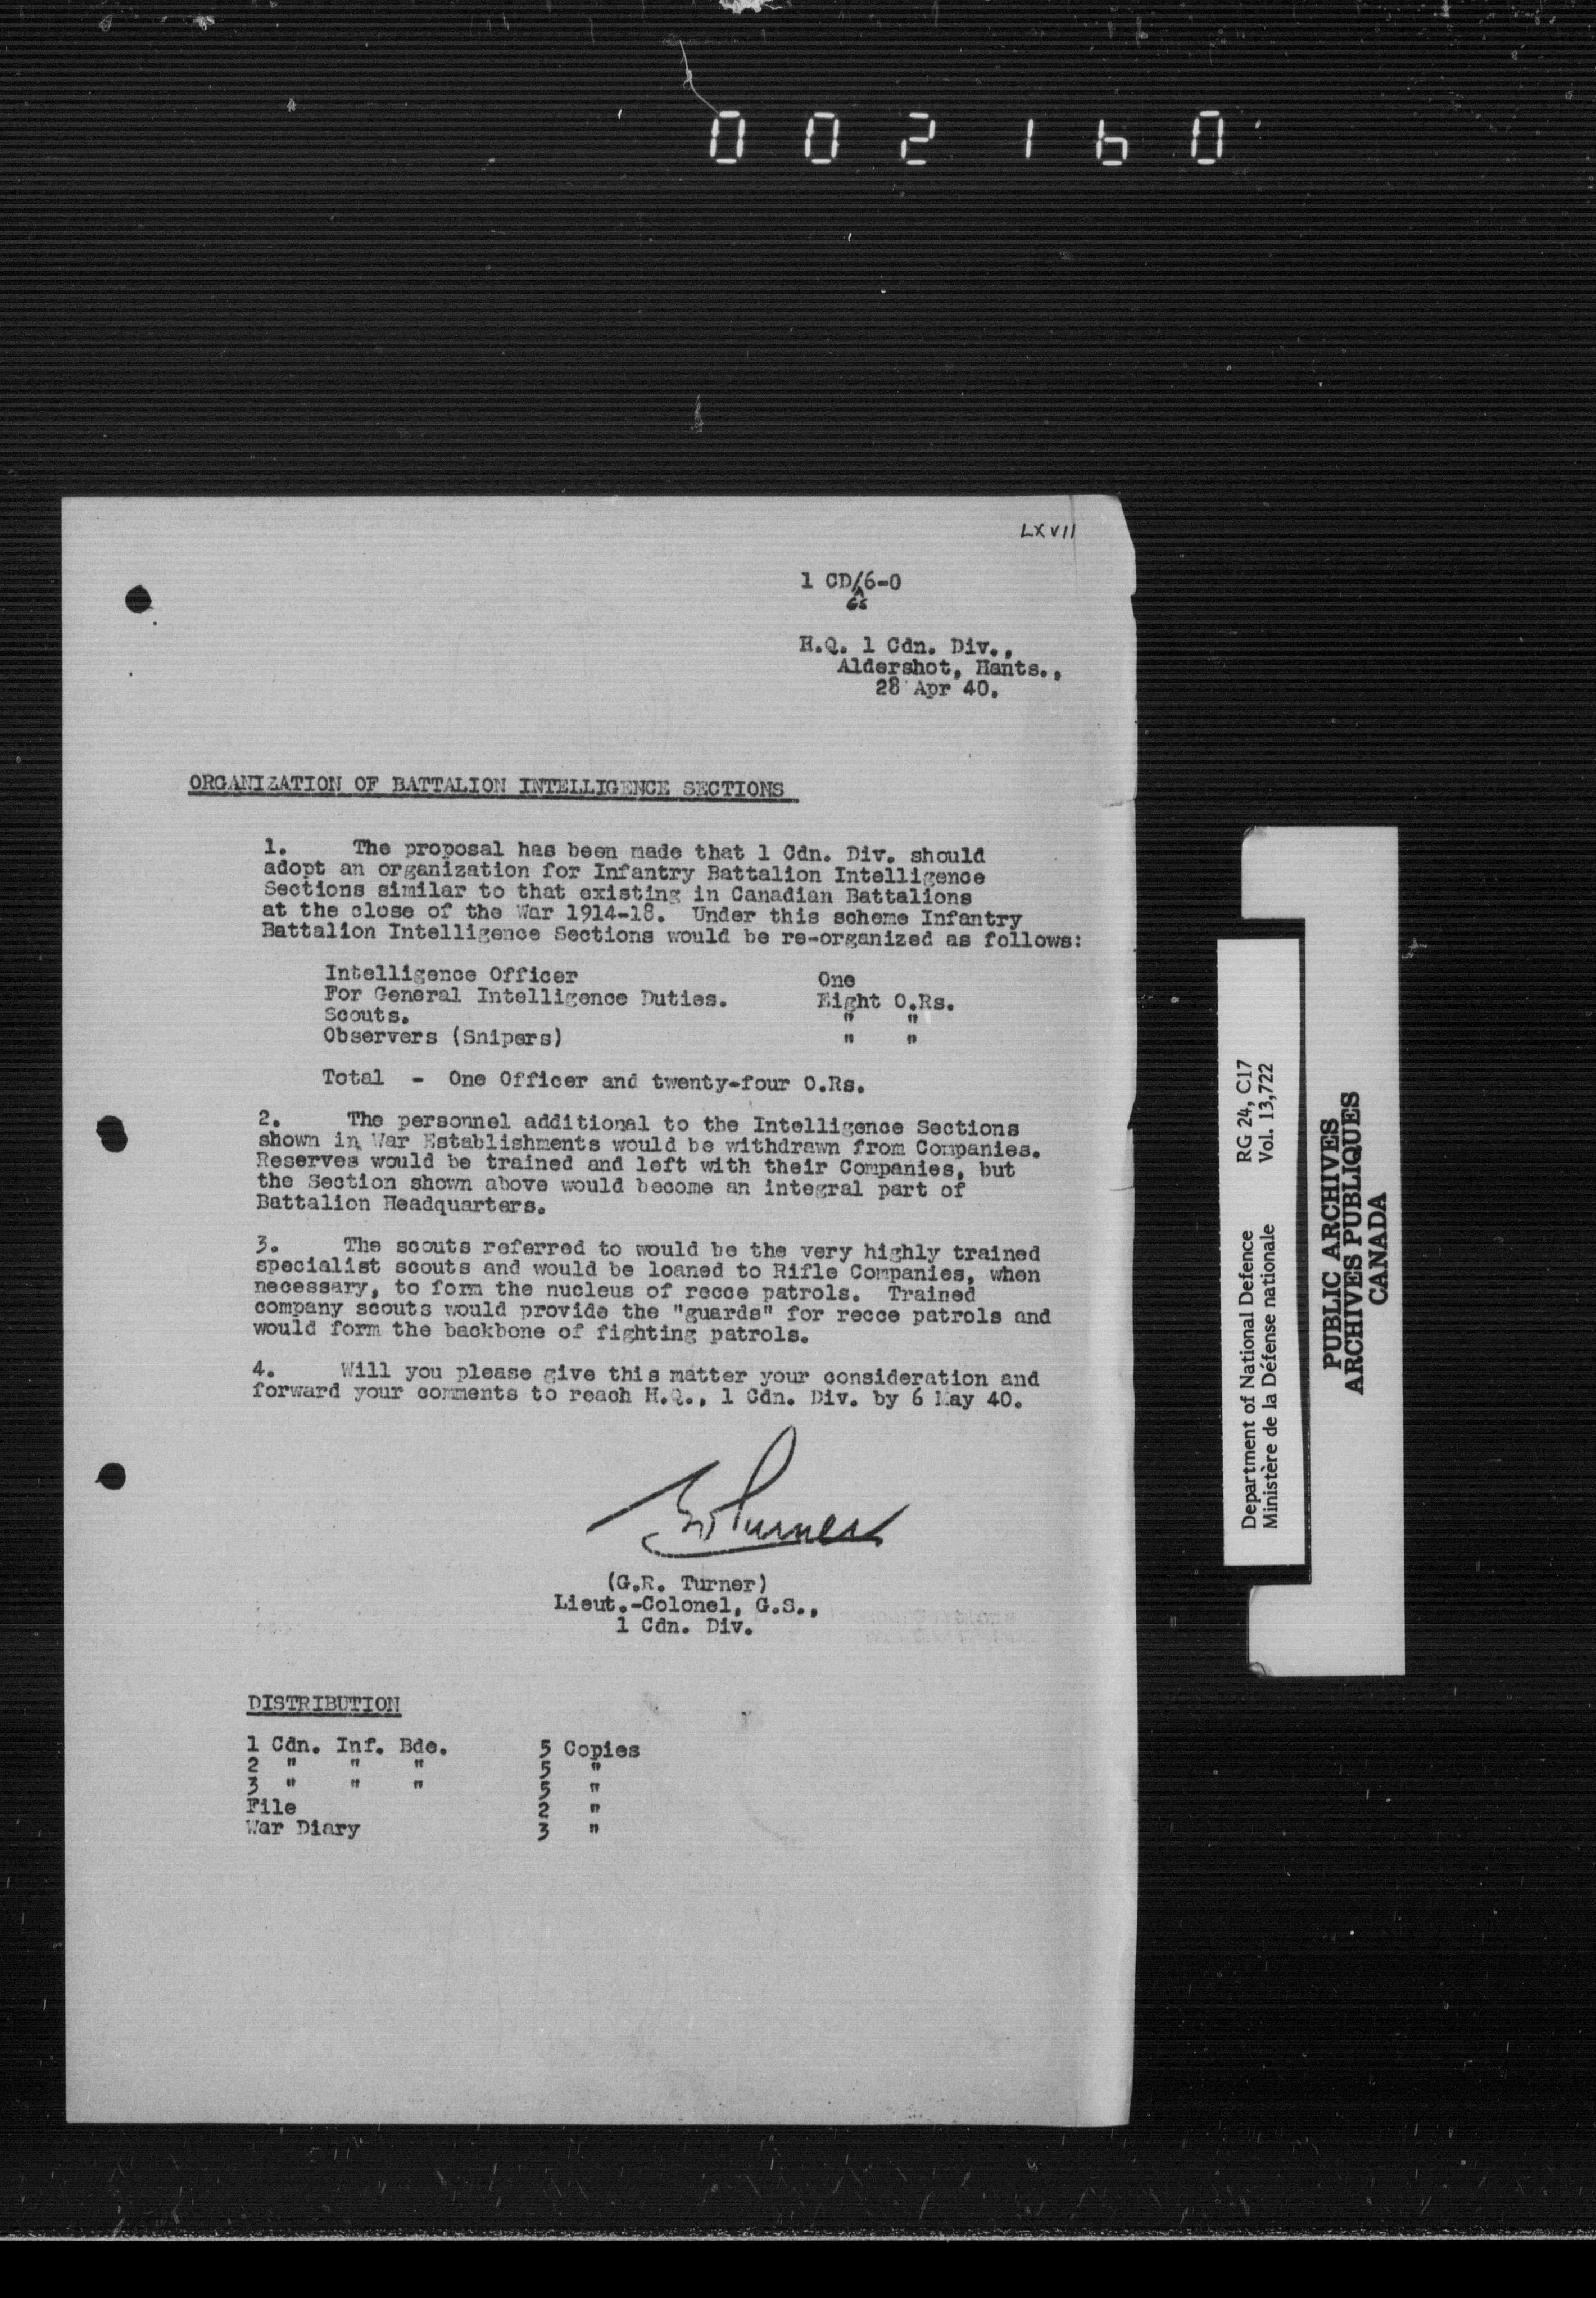 002160
LXVII
1 CD/6-0
GS
H.Q. 1 Cdn. Div.,
Aldershot, Hants.,
28 Apr 40.
ORGANIZATION OF BATTALION INTELLIGENCE SECTIONS
1. The proposal has been made that 1 Cdn. Div. should
adopt an organization for Infantry Battalion Intelligence
Sections similar to that existing in Canadian Battalions
at the close of the War 1914-18. Under this scheme Infantry
Battalion Intelligence Sections would be re-organized as follows:
Intelligence Officer One
For General Intelligence Duties. Eight O.Rs.
Scouts. " "
Observers (Snipers) " "
Total - One Officer and twenty-four O.Rs.
2. The personnel additional to the Intelligence Sections
shown in War Establishments would be withdrawn from Companies.
Reserves would be trained and left with their Companies, but
the Section shown above would become an integral part of
Battalion Headquarters.
3. The scouts referred to would be the very highly trained
specialist scouts and would be loaned to Rifle Companies, when
necessary, to form the nucleus of recce patrols. Trained
company scouts would provide the "guards" for recce patrols and
would form the backbone of fighting patrols.
4. Will you please give this matter your consideration and
forward your comments to reach H.Q., 1 Cdn. Div. by 6 May 40.
GRTurner
(G.R. Turner)
Lieut.-Colonel, G.S.,
1 Cdn. Div.
DISTRIBUTION
1 Cdn. Inf. Bde. 5 Copies
2 " " " 5 "
3 " " " 5 "
File 2 "
War Diary 3 "
Department of National Defence RG 24, C17
Ministère de la Défense nationale Vol. 13,722
PUBLIC ARCHIVES
ARCHIVES PUBLIQUES
CANADA